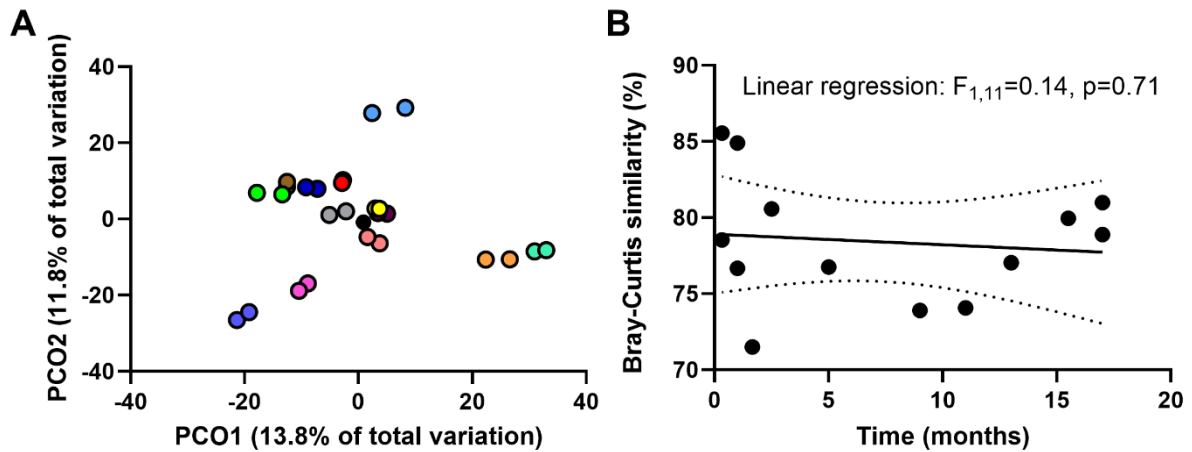 A
PCO2 (11.8% of total variation)
40
20
0
-20
-40
-40
-20
0
20
40
PCO1 (13.8% of total variation)
B
Linear regression: F1,11=0.14, p=0.71
Bray-Curtis similarity (%)
90
85
80
75
70
0
5
10
15
20
Time (months)